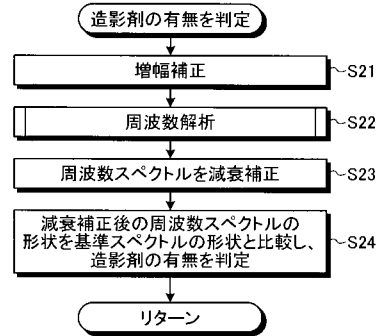 造影剤の有無を判定
増幅補正
S21
周波数解析
S22
周波数スペクトルを減衰補正
S23
減衰補正後の周波数スペクトルの
形状を基準スペクトルの形状と比較し、
造影剤の有無を判定
S24
リターン